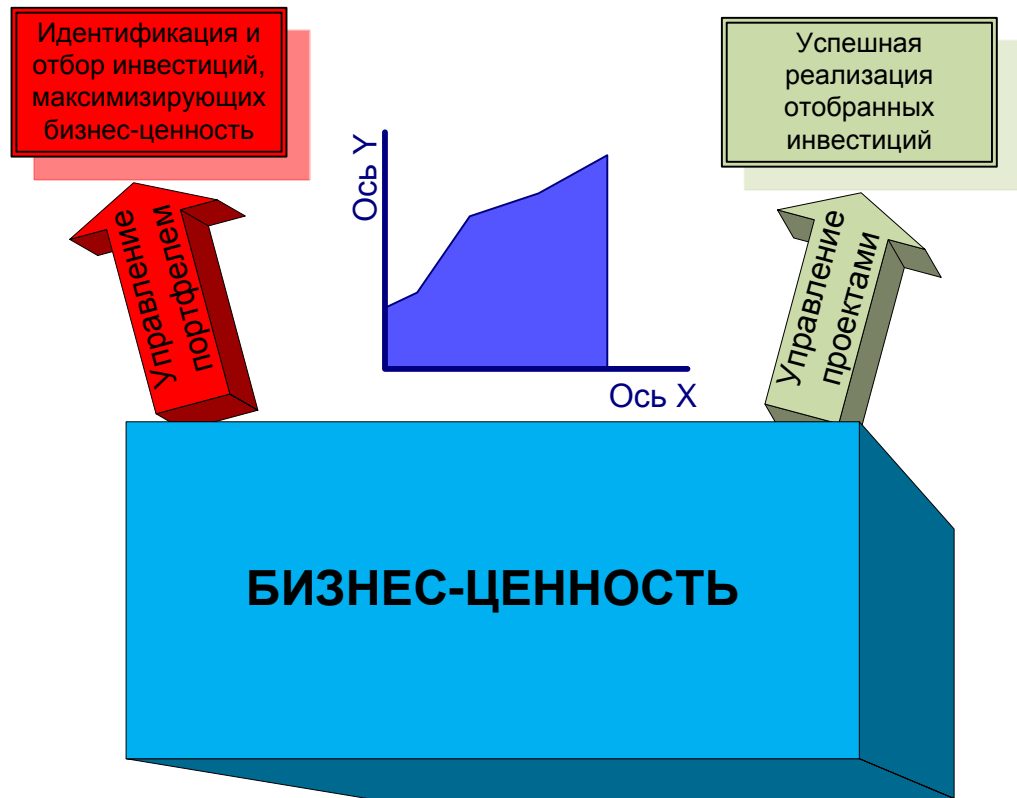 Идентификация и
отбор инвестиций,
максимизирующих
бизнес-ценность
Успешная
реализация
отобранных
инвестиций
Управление
портфелем
Ось Y
Ось X
Управление
проектами
БИЗНЕС-ЦЕННОСТЬ